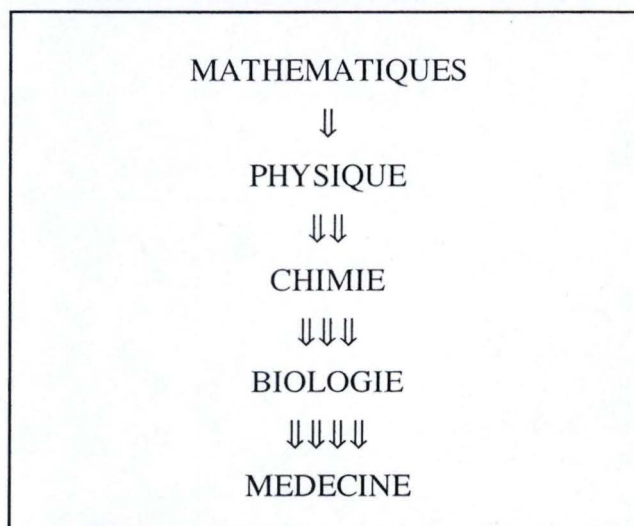 MATHEMATIQUES
⇓
PHYSIQUE
⇓⇓
CHIMIE
⇓⇓⇓
BIOLOGIE
⇓⇓⇓⇓
MEDECINE